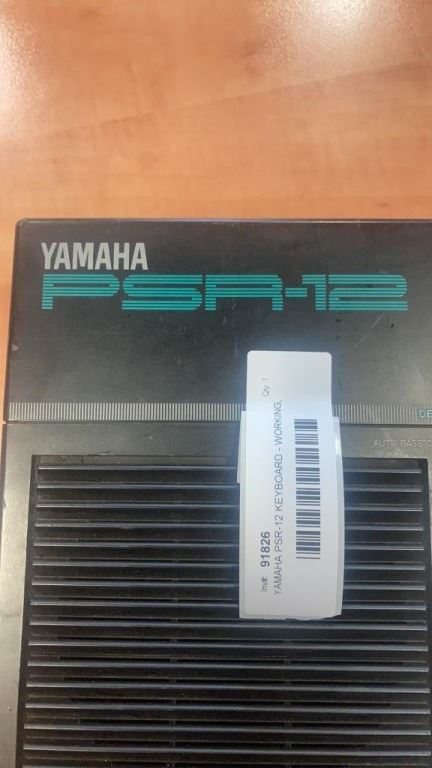 YAMAHA
PSR-12
AUTO BASS
Inv#: 91826
Qty: 1
YAMAHA PSR-12 KEYBOARD - WORKING,